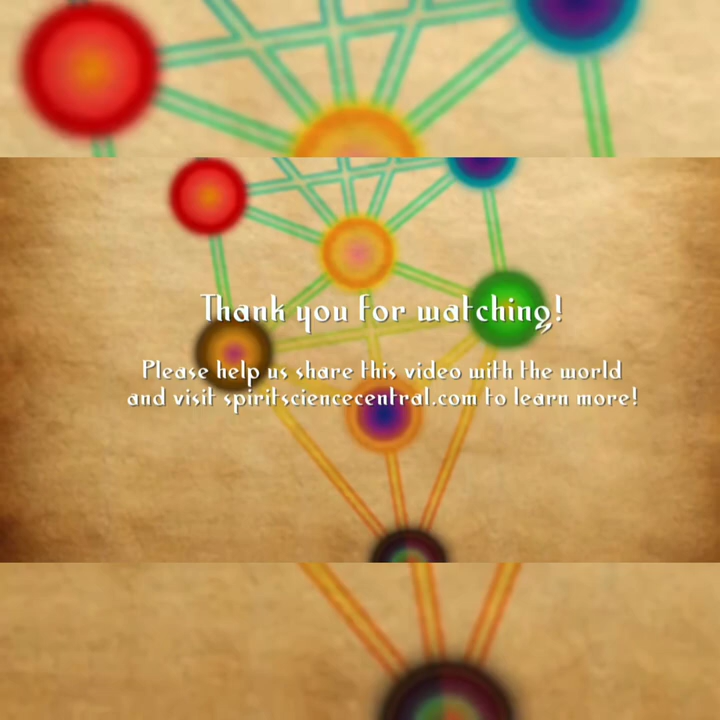 Thank you for watching!
Please help us share this video with the world
and visit spiritsciencecentral.com to learn more!